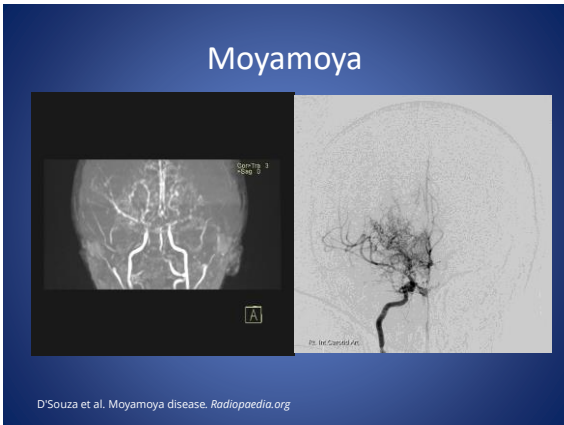 Moyamoya
Cor>Tra 3
>Sag 0
A
Rt. Int Carotid Art.
D'Souza et al. Moyamoya disease. Radiopaedia.org